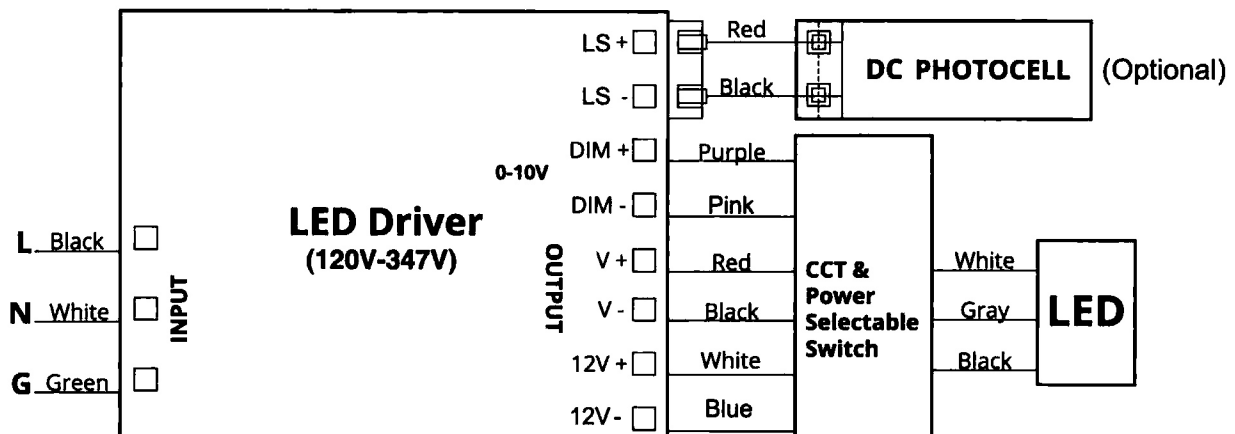 LS +
Red
DC PHOTOCELL
(Optional)
LS -
Black
DIM +
Purple
0-10V
DIM -
Pink
LED Driver
(120V-347V)
L
Black
N
White
G
Green
INPUT
OUTPUT
V +
Red
V -
Black
12V +
White
12V -
Blue
CCT &
Power
Selectable
Switch
White
Gray
Black
LED